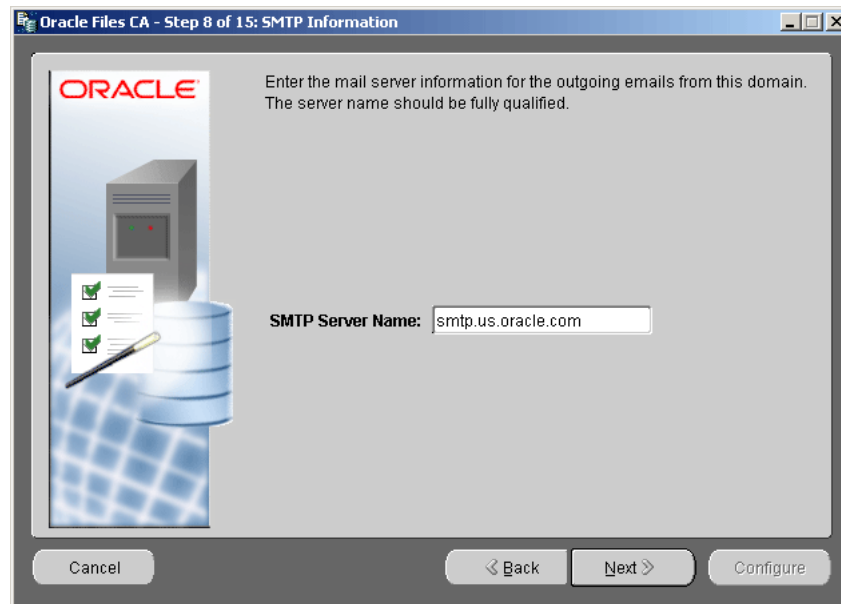 Oracle Files CA - Step 8 of 15: SMTP Information
ORACLE
Enter the mail server information for the outgoing emails from this domain.
The server name should be fully qualified.
SMTP Server Name: smtp.us.oracle.com
Cancel
Back
Next
Configure